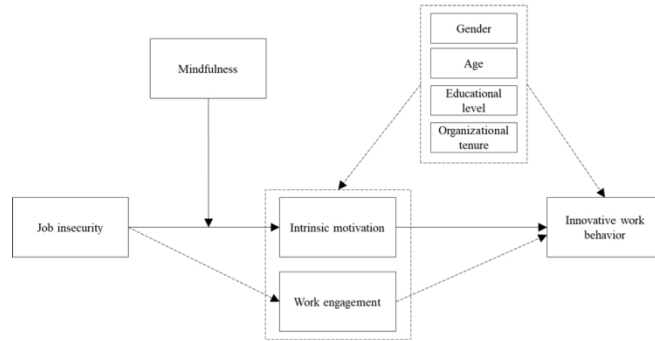 Gender
Mindfulness
Age
Educational
level
Organizational
tenure
Job insecurity
Intrinsic motivation
Innovative work
behavior
Work engagement